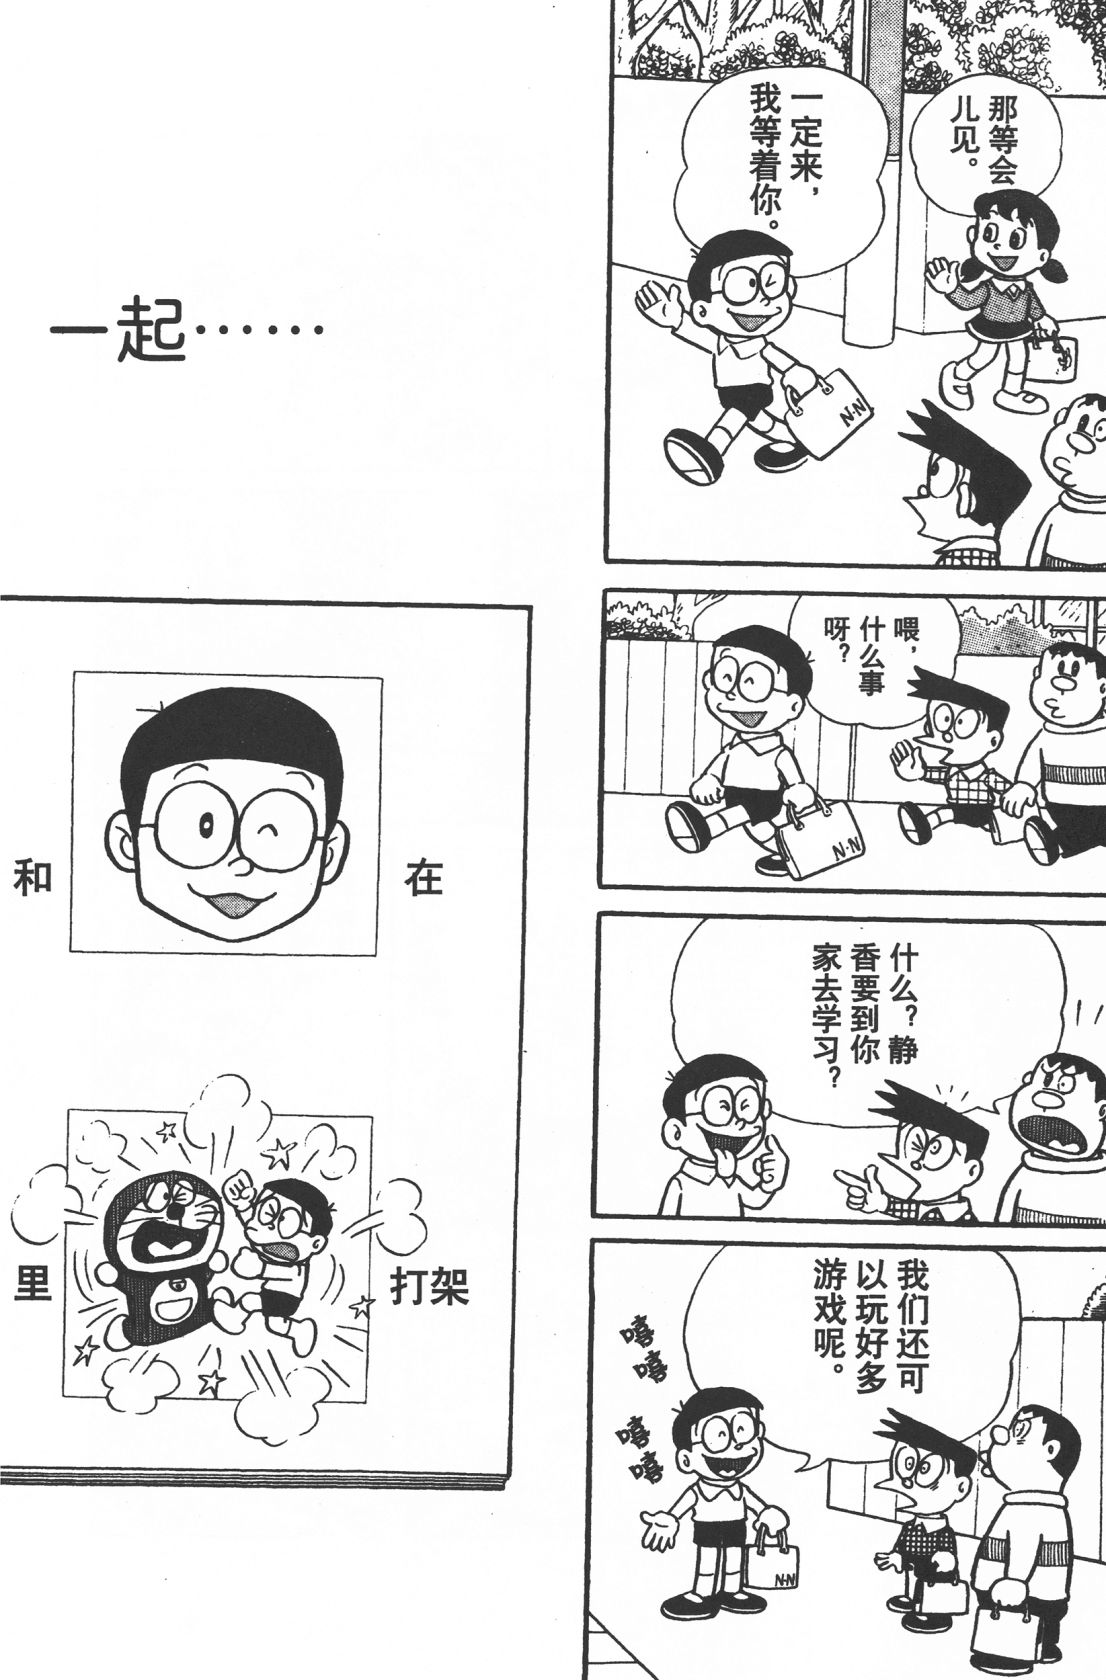 那等会
儿见。
一定来，
我等着你。
N·N
喂，
什么事
呀？
N·N
什么？静
香要到你
家去学习？
我们还可
以玩好多
游戏呢。
嘻
嘻
嘻
嘻
N·N
一起……
在
和
打架
里